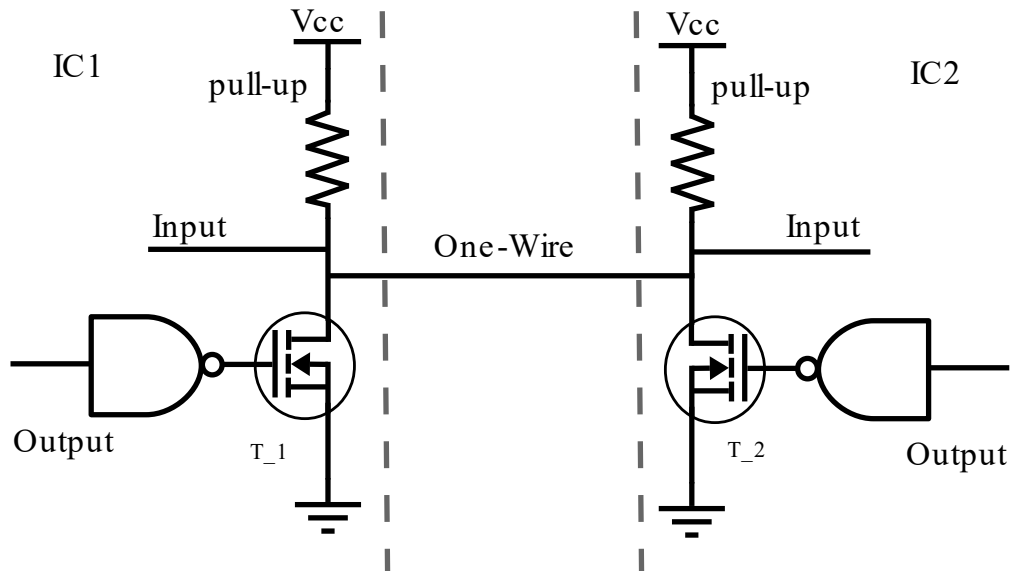 Vcc
Vcc
IC1
IC2
pull-up
pull-up
Input
One-Wire
Input
Output
T_1
T_2
Output